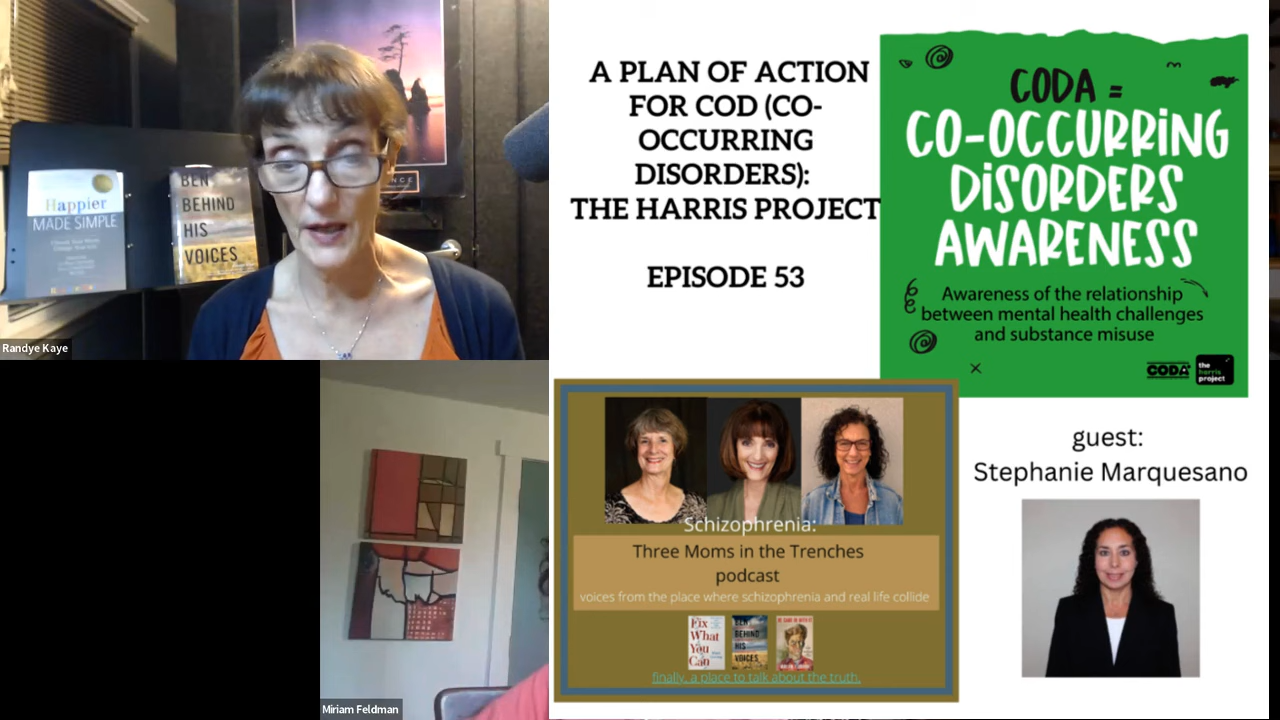 Happier
MADE SIMPLE
BEN
BEHIND
HIS
VOICES
NCE
Randye Kaye
Miriam Feldman
A PLAN OF ACTION
FOR COD (CO-
OCCURRING
DISORDERS):
THE HARRIS PROJECT
EPISODE 53
CODA =
CO-OCCURRING
DISORDERS
AWARENESS
Awareness of the relationship
between mental health challenges
and substance misuse
CODA
the
harris
project
Schizophrenia:
Three Moms in the Trenches
podcast
voices from the place where schizophrenia and real life collide
Fix
What
You
Can
BEN
BEHIND
HIS
VOICES
finally, a place to talk about the truth.
guest:
Stephanie Marquesano